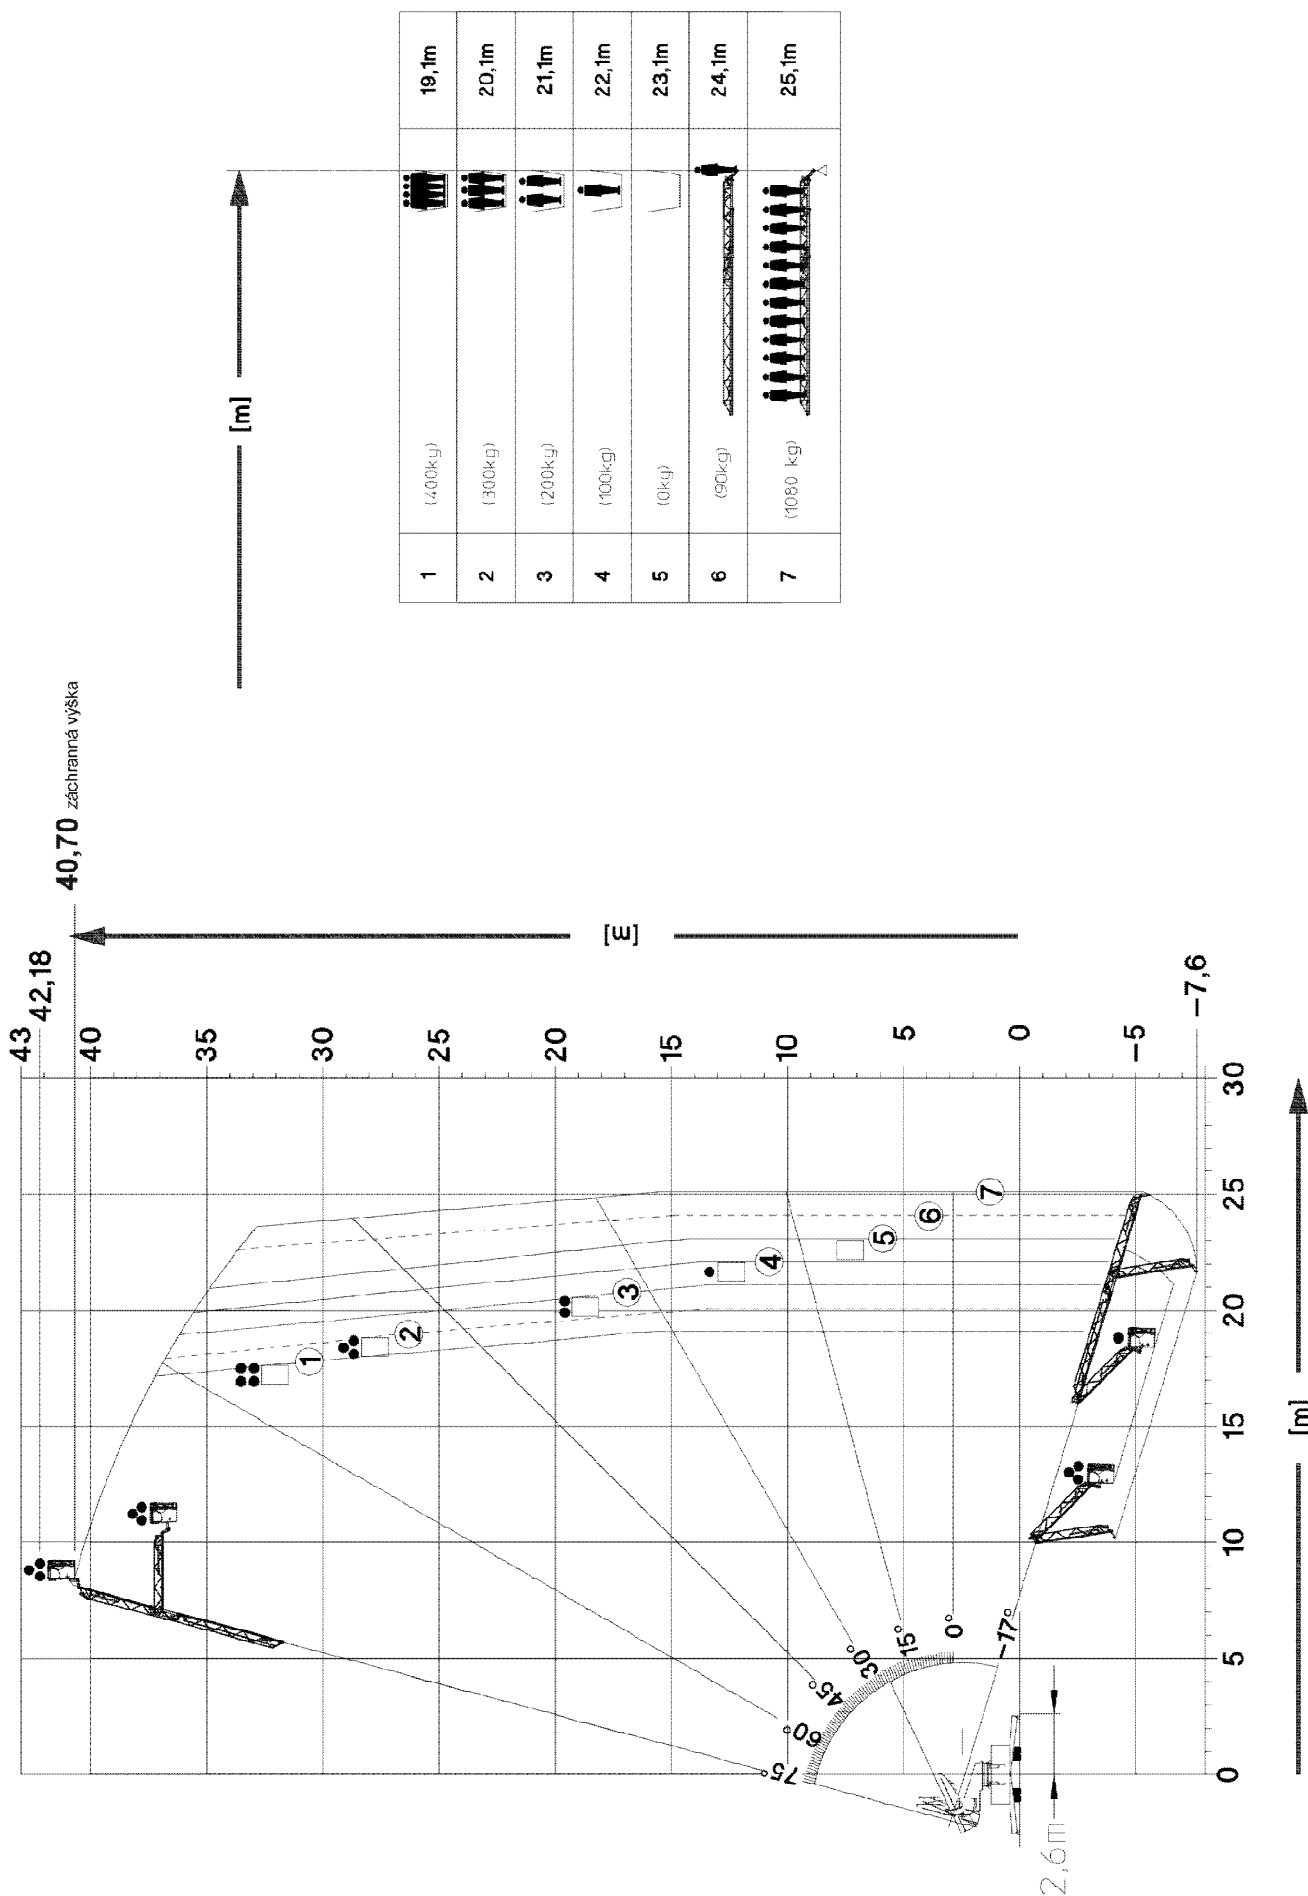 43
42,18
40,70 záchranná výška
40
35
30
25
20
15
10
5
0
-5
-7,6
[m]
[m]
1 (400kg) 19,1m
2 (300kg) 20,1m
3 (200kg) 21,1m
4 (100kg) 22,1m
5 (0kg) 23,1m
6 (90kg) 24,1m
7 (1080 kg) 25,1m
1
2
3
4
5
6
7
75°
60°
45°
30°
15°
0°
-17°
2,6m
0 5 10 15 20 25 30
[m]